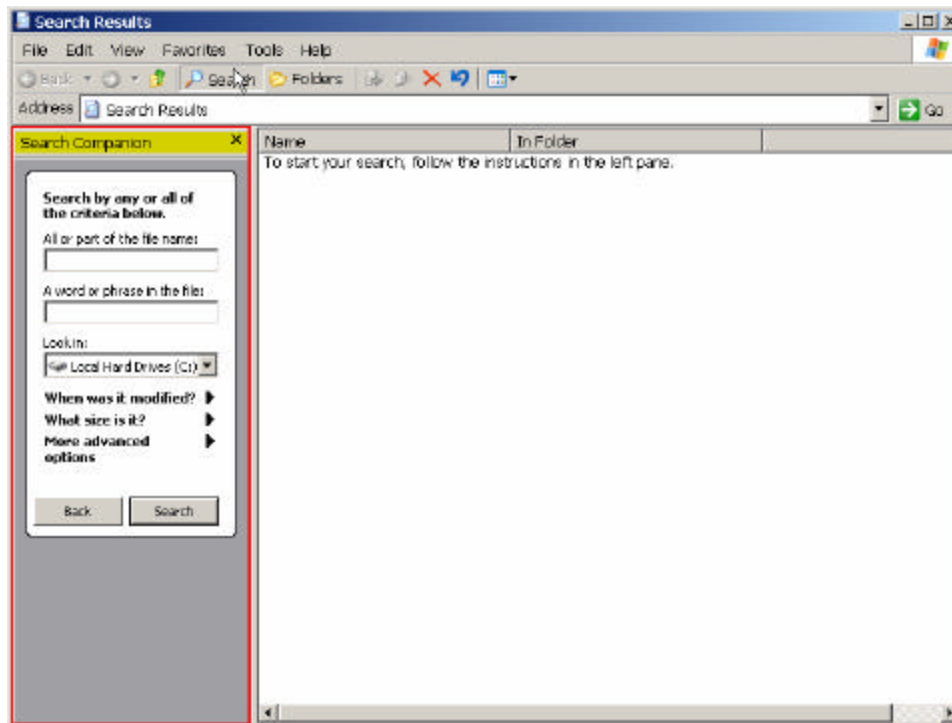 Search Results
File Edit View Favorites Tools Help
Back Search Folders
Address Search Results Go
Search Companion
Name In Folder
To start your search, follow the instructions in the left pane.
Search by any or all of
the criteria below.
All or part of the file name:
A word or phrase in the file:
Look in:
Local Hard Drives (C:)
When was it modified?
What size is it?
More advanced
options
Back Search